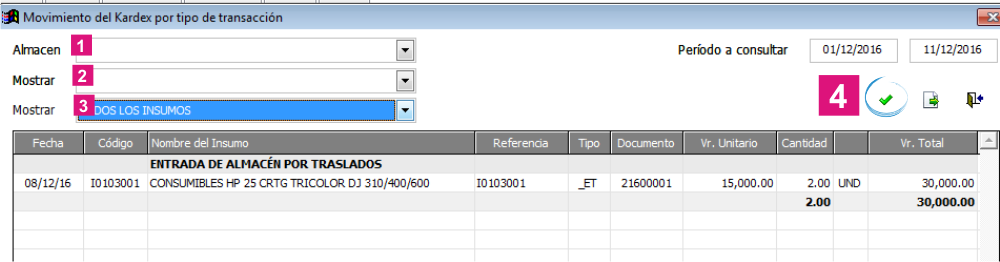 Movimiento del Kardex por tipo de transacción
Almacen 1 Período a consultar 01/12/2016 11/12/2016
Mostrar 2
Mostrar 3 DOS LOS INSUMOS 4
Fecha Código Nombre del Insumo Referencia Tipo Documento Vr. Unitario Cantidad Vr. Total
ENTRADA DE ALMACÉN POR TRASLADOS
08/12/16 I0103001 CONSUMIBLES HP 25 CRTG TRICOLOR DJ 310/400/600 I0103001 _ET 21600001 15,000.00 2.00 UND 30,000.00
2.00 30,000.00